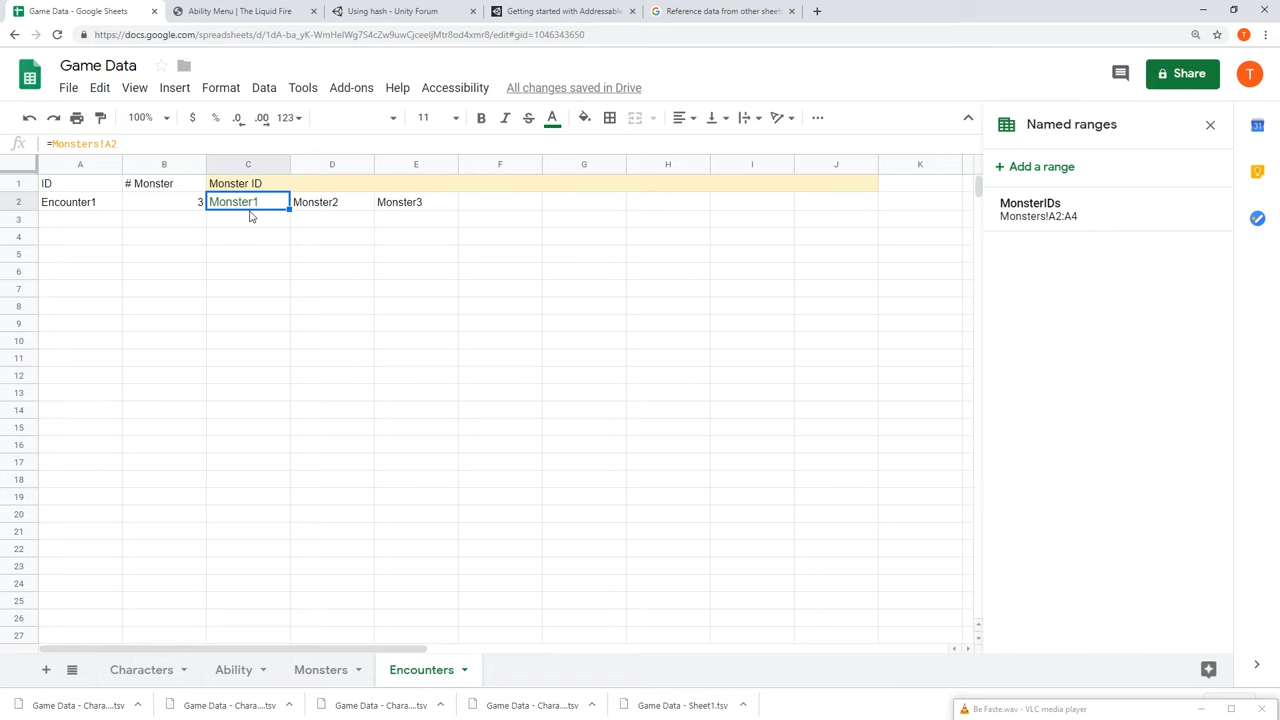 Game Data - Google Sheets
Ability Menu | The Liquid Fire
Using hash - Unity Forum
Getting started with Addressable
Reference data from other sheets
https://docs.google.com/spreadsheets/d/1dA-ba_yK-WmHeIWg7S4cZw9uwCjceeIjMtr8od4xmr8/edit#gid=1046343650
T
Game Data
File Edit View Insert Format Data Tools Add-ons Help Accessibility All changes saved in Drive
Share
T
100% $ % .0 .00 123 11 B I S A
fx =Monsters!A2
A B C D E F G H I J K
1 ID # Monster Monster ID
2 Encounter1 3 Monster1 Monster2 Monster3
3
4
5
6
7
8
9
10
11
12
13
14
15
16
17
18
19
20
21
22
23
24
25
26
27
Named ranges
+ Add a range
MonsterIDs
Monsters!A2:A4
31
Characters Ability Monsters Encounters
Game Data - Chara....tsv
Game Data - Chara....tsv
Game Data - Chara....tsv
Game Data - Chara....tsv
Game Data - Sheet1.tsv
Be Faste.wav - VLC media player